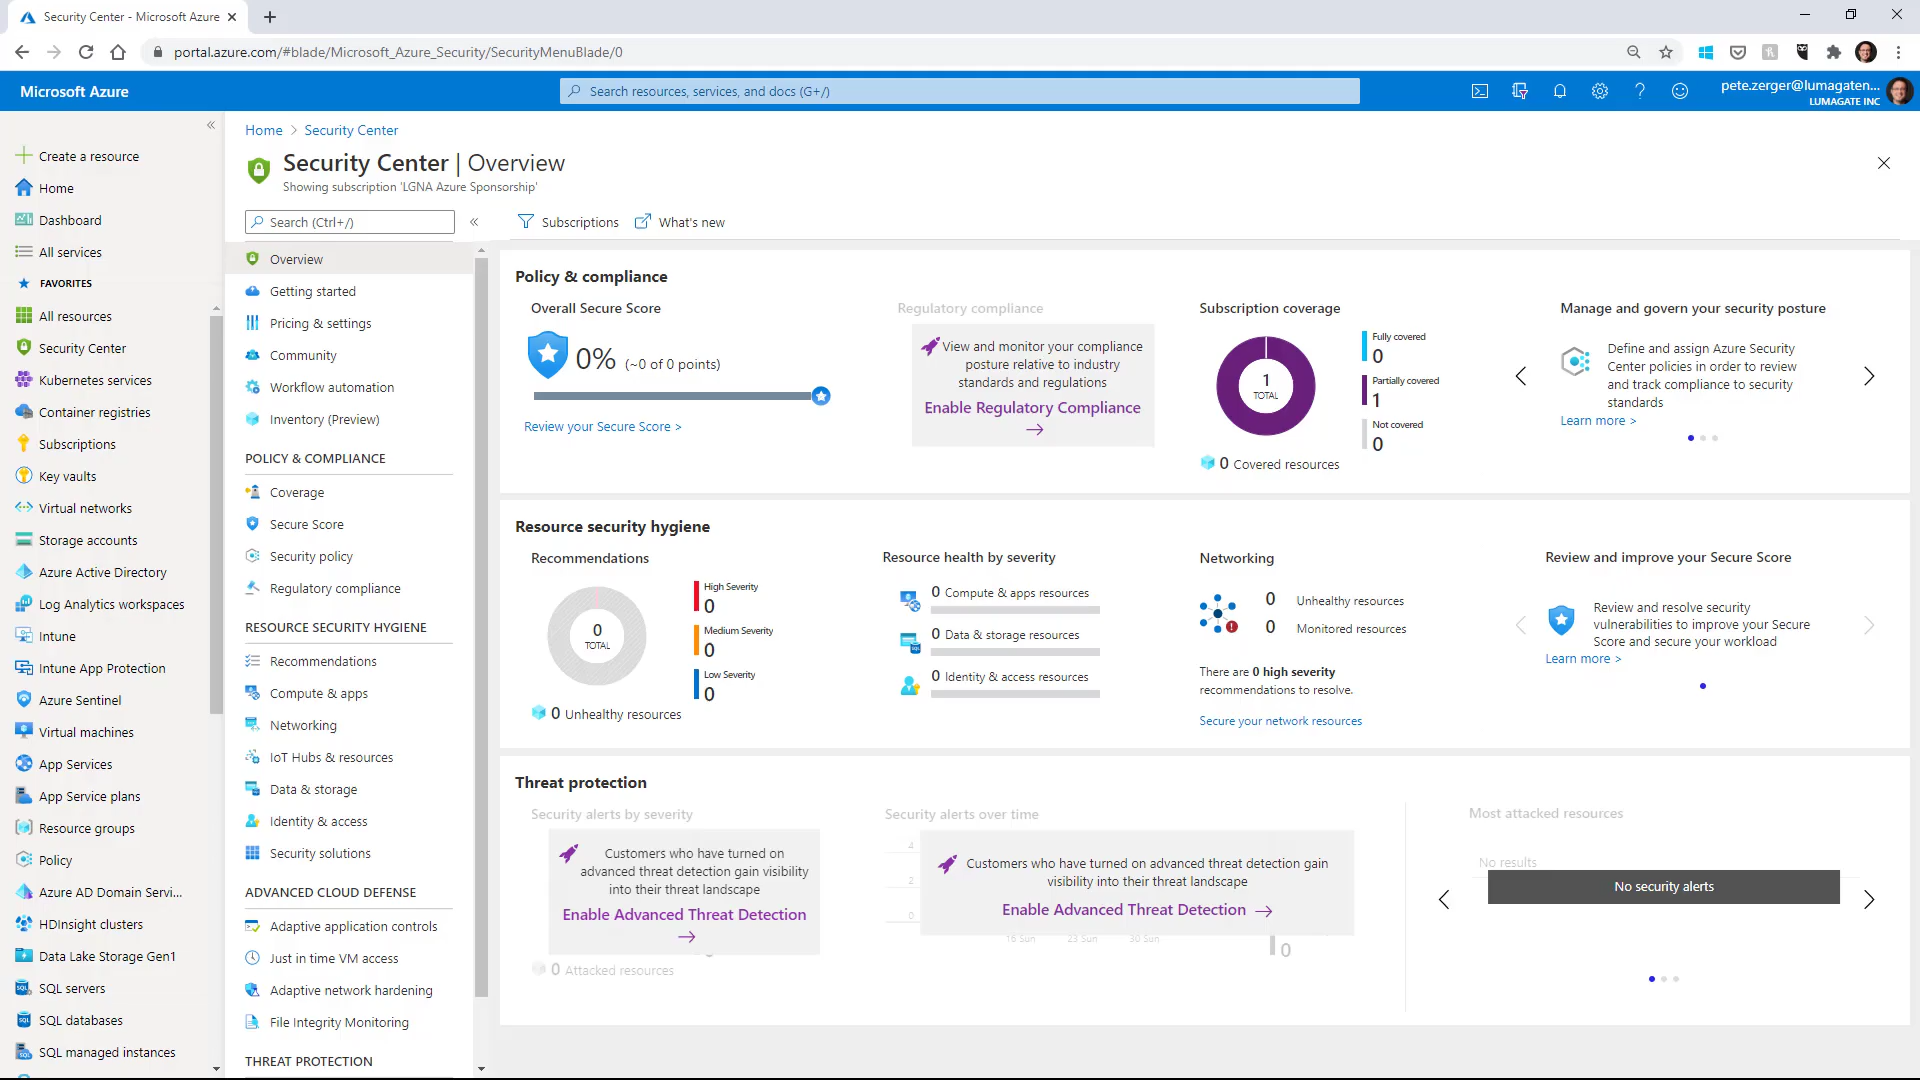 Security Center - Microsoft Azure
portal.azure.com/#blade/Microsoft_Azure_Security/SecurityMenuBlade/0
Microsoft Azure
Search resources, services, and docs (G+/)
pete.zerger@lumagaten...
LUMAGATE INC
Create a resource
Home
Dashboard
All services
FAVORITES
All resources
Security Center
Kubernetes services
Container registries
Subscriptions
Key vaults
Virtual networks
Storage accounts
Azure Active Directory
Log Analytics workspaces
Intune
Intune App Protection
Azure Sentinel
Virtual machines
App Services
App Service plans
Resource groups
Policy
Azure AD Domain Servi...
HDInsight clusters
Data Lake Storage Gen1
SQL servers
SQL databases
SQL managed instances
Home > Security Center
Security Center | Overview
Showing subscription 'LGNA Azure Sponsorship'
Search (Ctrl+/)
Overview
Getting started
Pricing & settings
Community
Workflow automation
Inventory (Preview)
POLICY & COMPLIANCE
Coverage
Secure Score
Security policy
Regulatory compliance
RESOURCE SECURITY HYGIENE
Recommendations
Compute & apps
Networking
IoT Hubs & resources
Data & storage
Identity & access
Security solutions
ADVANCED CLOUD DEFENSE
Adaptive application controls
Just in time VM access
Adaptive network hardening
File Integrity Monitoring
THREAT PROTECTION
Subscriptions
What's new
Policy & compliance
Overall Secure Score
0% (~0 of 0 points)
Review your Secure Score >
Regulatory compliance
View and monitor your compliance
posture relative to industry
standards and regulations
Enable Regulatory Compliance
Subscription coverage
1
TOTAL
Fully covered
0
Partially covered
1
Not covered
0
0 Covered resources
Manage and govern your security posture
Define and assign Azure Security
Center policies in order to review
and track compliance to security
standards
Learn more >
Resource security hygiene
Recommendations
0
TOTAL
High Severity
0
Medium Severity
0
Low Severity
0
0 Unhealthy resources
Resource health by severity
0 Compute & apps resources
0 Data & storage resources
0 Identity & access resources
Networking
0 Unhealthy resources
0 Monitored resources
There are 0 high severity
recommendations to resolve.
Secure your network resources
Review and improve your Secure Score
Review and resolve security
vulnerabilities to improve your Secure
Score and secure your workload
Learn more >
Threat protection
Security alerts by severity
Customers who have turned on
advanced threat detection gain visibility
into their threat landscape
Enable Advanced Threat Detection
0 Attacked resources
Security alerts over time
4
2
0
Customers who have turned on advanced threat detection gain
visibility into their threat landscape
Enable Advanced Threat Detection
16 Sun
23 Sun
30 Sun
0
Most attacked resources
No results
No security alerts